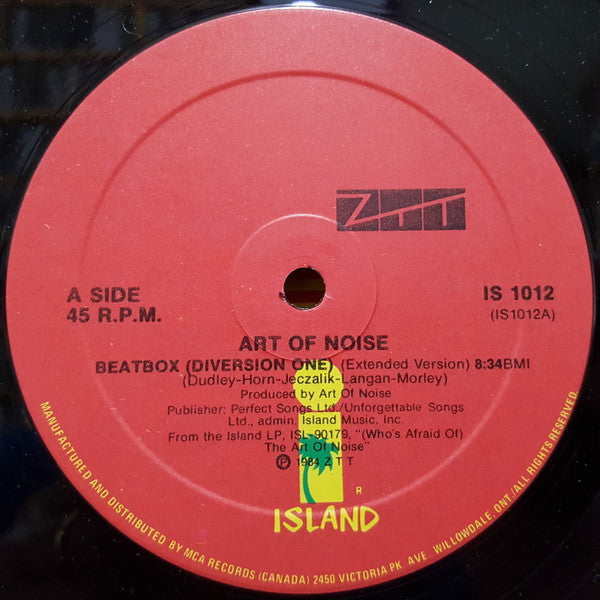 ZTT
A SIDE
45 R.P.M.
IS 1012
(IS1012A)
ART OF NOISE
BEATBOX (DIVERSION ONE) (Extended Version) 8:34BMI
(Dudley-Horn-Jeczalik-Langan-Morley)
Produced by Art Of Noise
Publisher: Perfect Songs Ltd./Unforgettable Songs
Ltd., admin. Island Music, Inc.
From the Island LP, ISL-90179, "(Who's Afraid Of)
The Art Of Noise"
Ⓟ 1984 Z T T
R
ISLAND
MANUFACTURED AND DISTRIBUTED BY MCA RECORDS (CANADA) 2450 VICTORIA PK. AVE. WILLOWDALE, ONT./ALL RIGHTS RESERVED